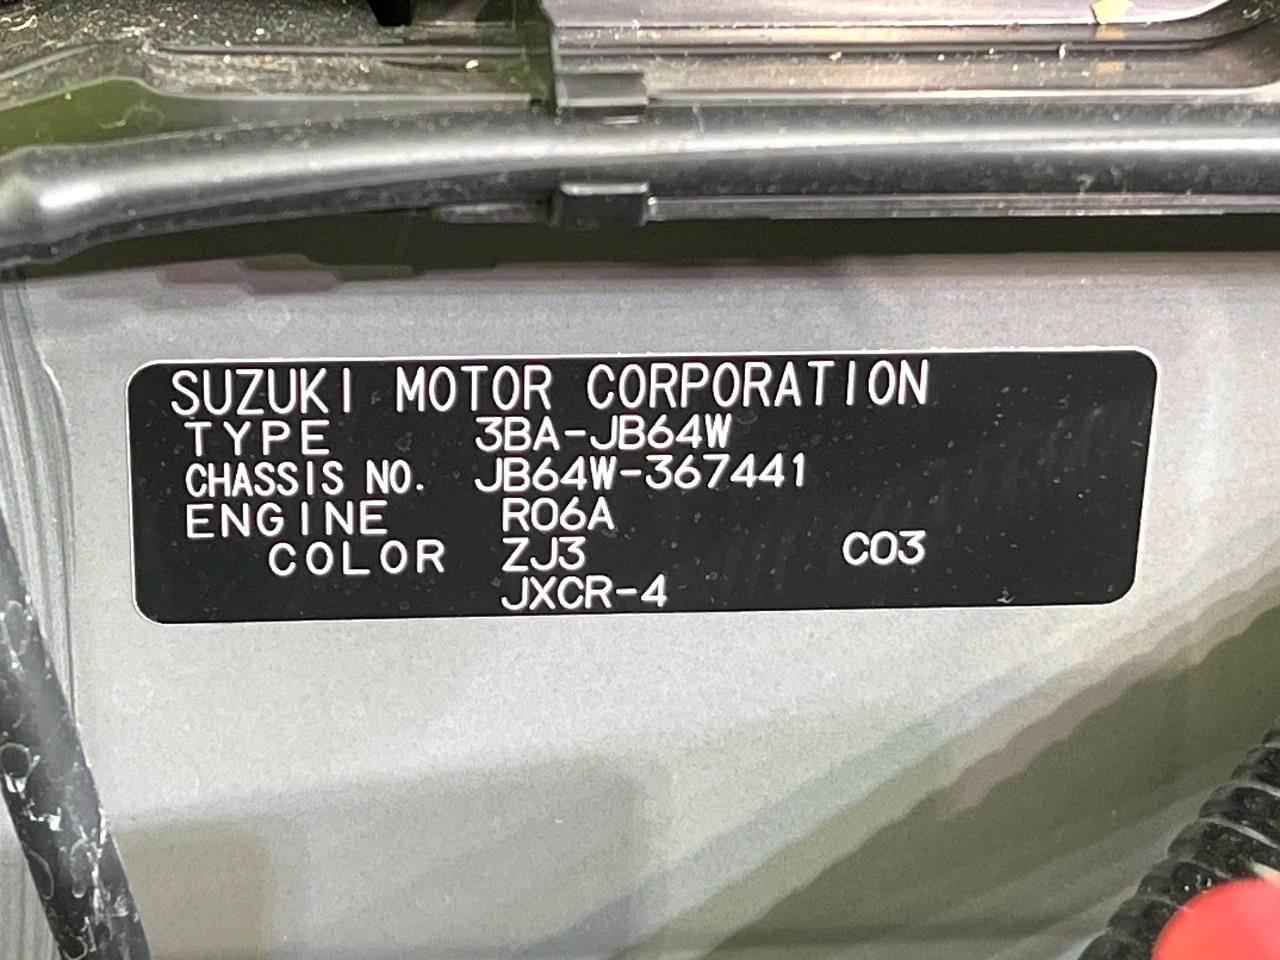 SUZUKI MOTOR CORPORATION
TYPE 3BA-JB64W
CHASSIS NO. JB64W-367441
ENGINE R06A
COLOR ZJ3 C03
JXCR-4